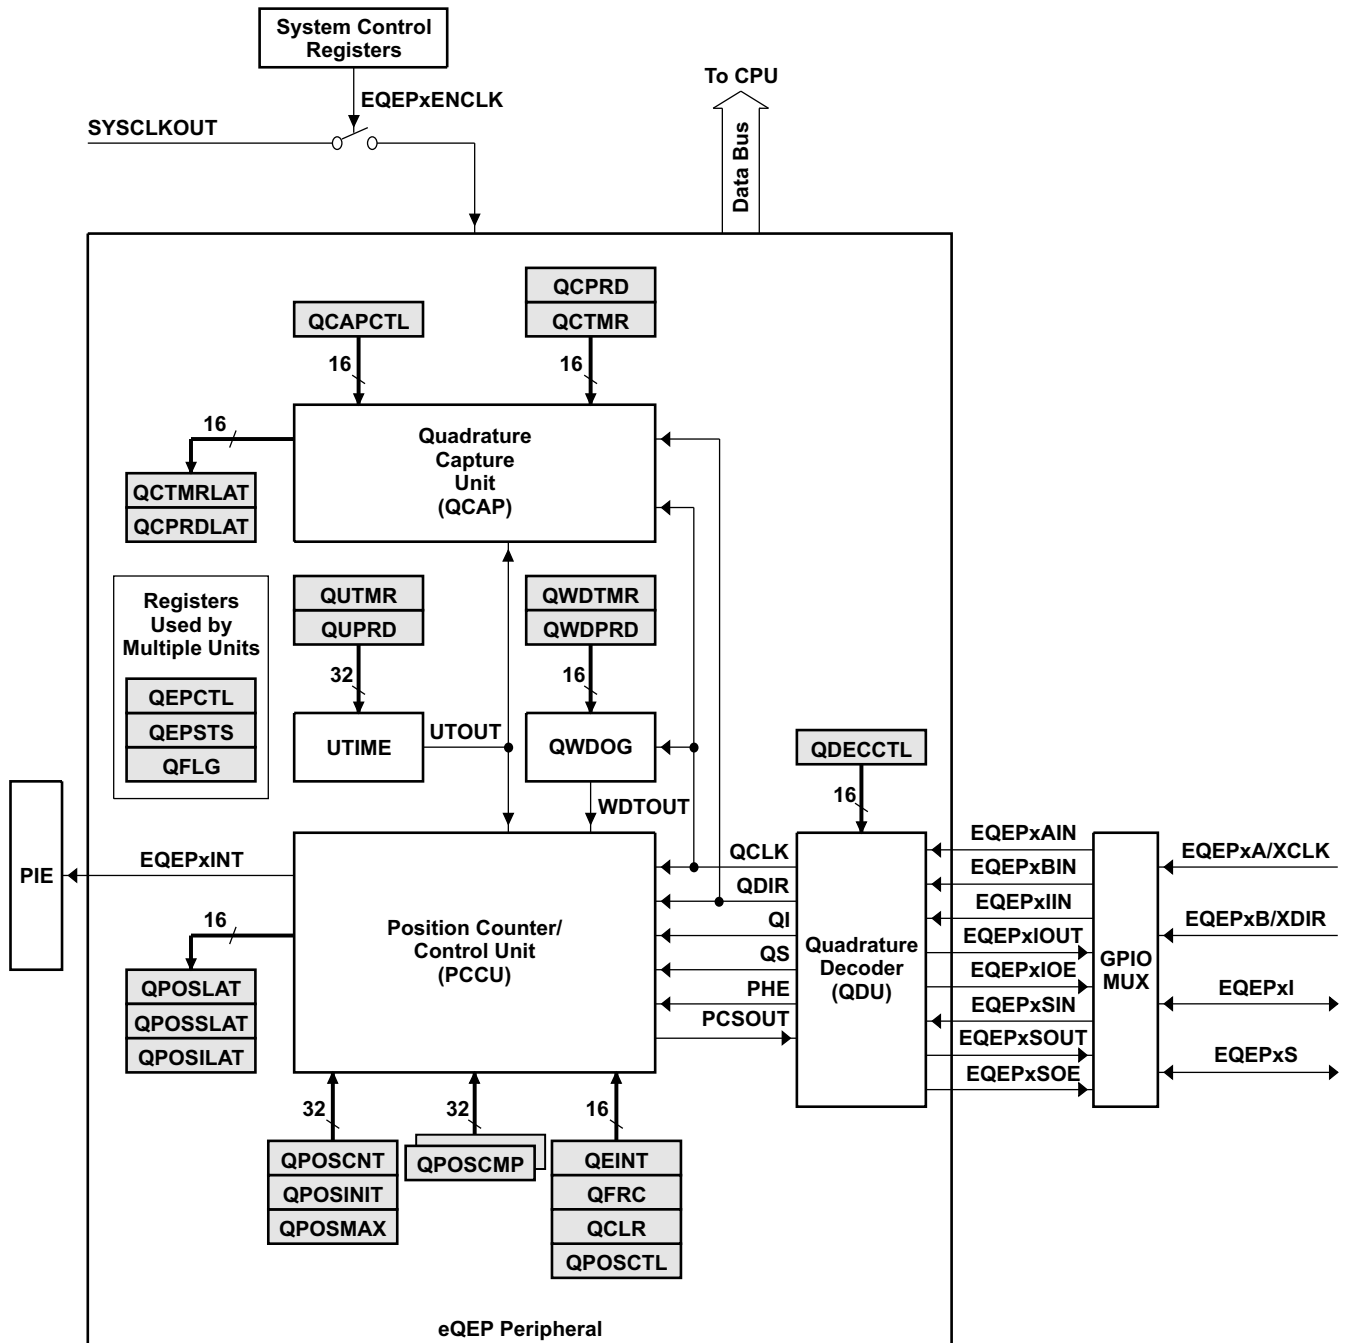 System Control
Registers
To CPU
EQEPxENCLK
SYSCLKOUT
Data Bus
QCPRD
QCAPCTL
QCTMR
16
16
16
Quadrature
Capture
Unit
(QCAP)
QCTMRLAT
QCPRDLAT
Registers
Used by
Multiple Units
QEPCTL
QEPSTS
QFLG
QUTMR
QUPRD
QWDTMR
QWDPRD
32
16
UTIME
UTOUT
QWDOG
WDTOUT
QDECCTL
16
PIE
EQEPxINT
16
Position Counter/
Control Unit
(PCCU)
QCLK
QDIR
QI
QS
PHE
PCSOUT
Quadrature
Decoder
(QDU)
EQEPxAIN
EQEPxBIN
EQEPxIIN
EQEPxIOUT
EQEPxIOE
EQEPxSIN
EQEPxSOUT
EQEPxSOE
GPIO
MUX
EQEPxA/XCLK
EQEPxB/XDIR
EQEPxI
EQEPxS
QPOSLAT
QPOSSLAT
QPOSILAT
32
32
16
QPOSCNT
QPOSINIT
QPOSMAX
QPOSCMP
QEINT
QFRC
QCLR
QPOSCTL
eQEP Peripheral